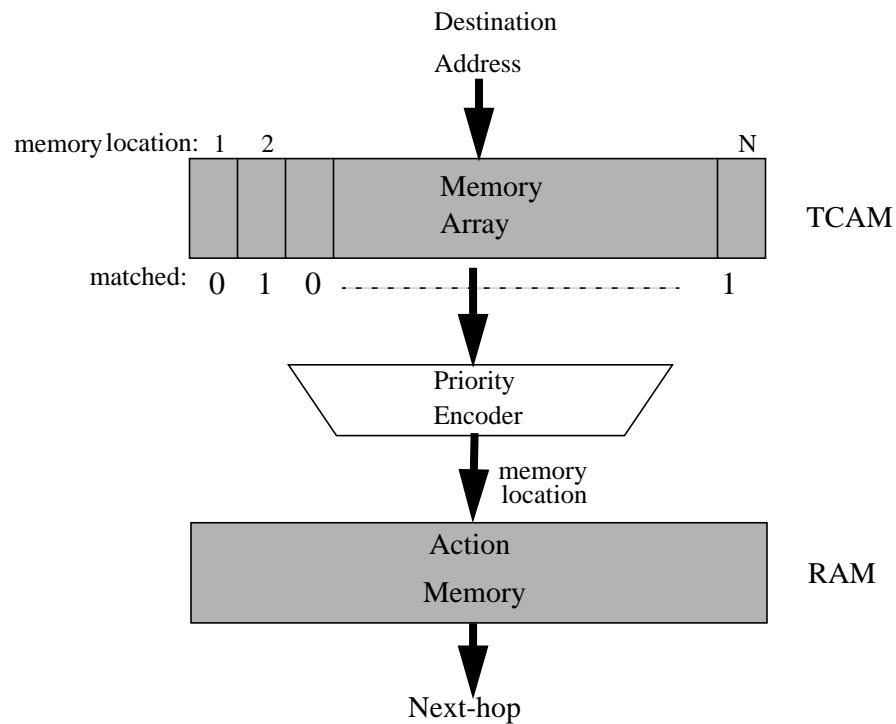 Destination
Address
memory location: 1 2 N
Memory
Array
TCAM
matched: 0 1 0 1
Priority
Encoder
memory
location
Action
Memory
RAM
Next-hop